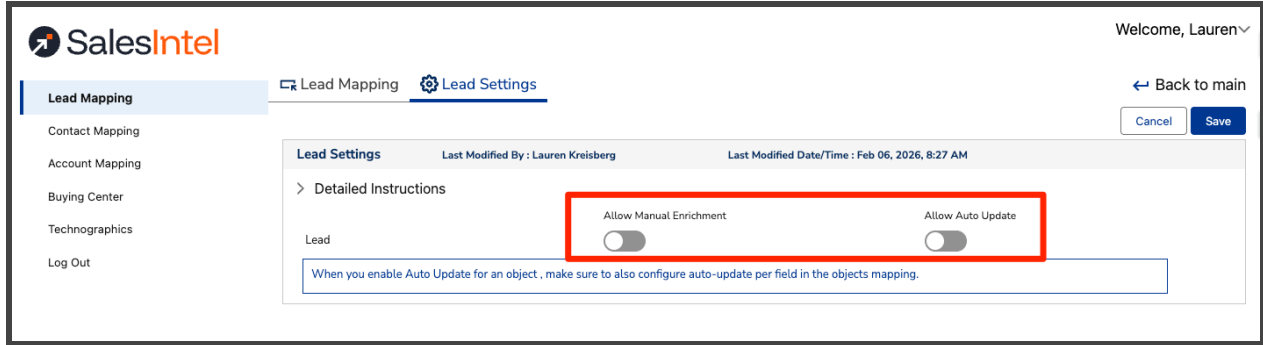 SalesIntel
Welcome, Lauren
Lead Mapping
Contact Mapping
Account Mapping
Buying Center
Technographics
Log Out
Lead Mapping Lead Settings
Back to main
Cancel Save
Lead Settings Last Modified By : Lauren Kreisberg Last Modified Date/Time : Feb 06, 2026, 8:27 AM
Detailed Instructions
Allow Manual Enrichment Allow Auto Update
Lead
When you enable Auto Update for an object , make sure to also configure auto-update per field in the objects mapping.